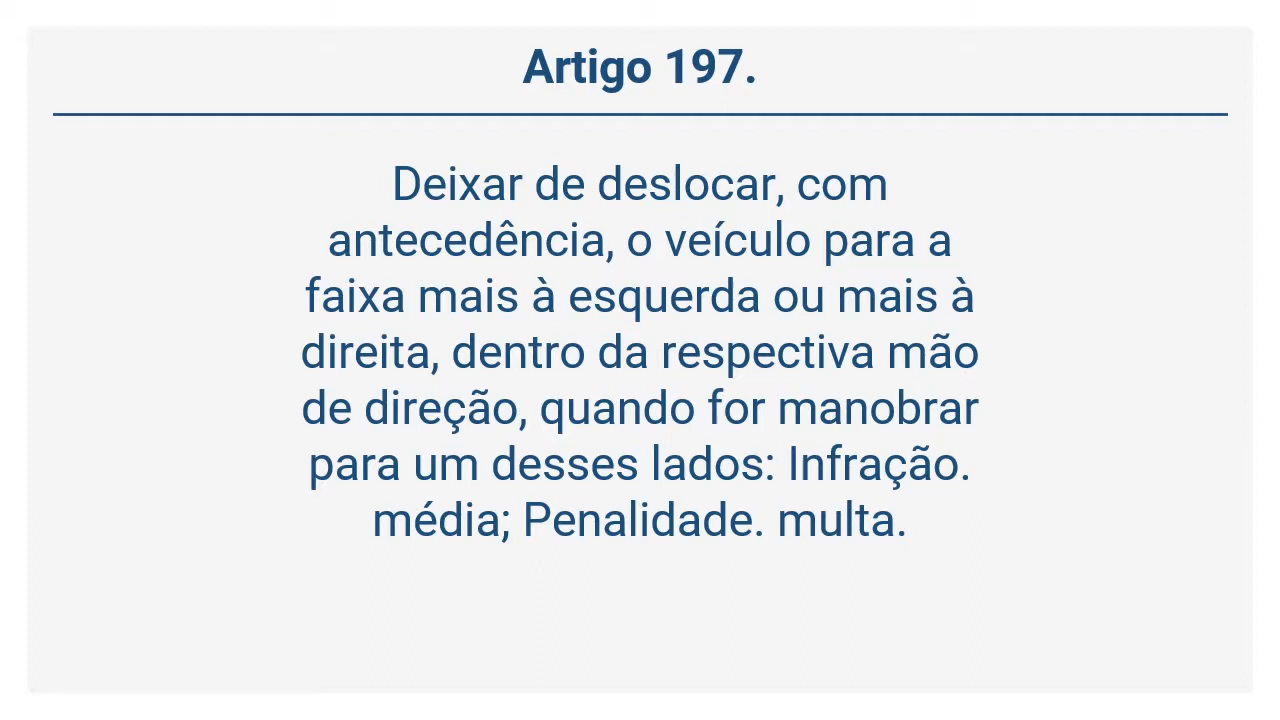 Artigo 197.
Deixar de deslocar, com
antecedência, o veículo para a
faixa mais à esquerda ou mais à
direita, dentro da respectiva mão
de direção, quando for manobrar
para um desses lados: Infração.
média; Penalidade. multa.